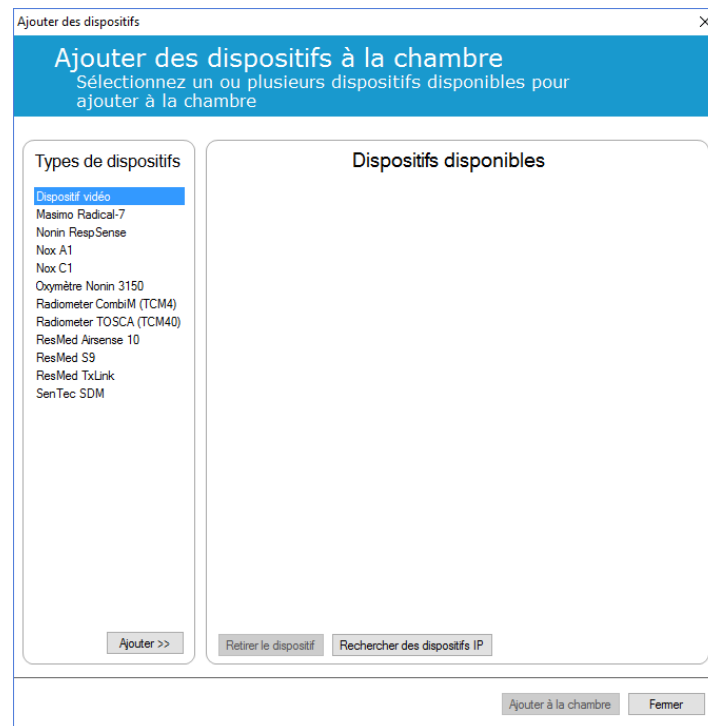 Ajouter des dispositifs
Ajouter des dispositifs à la chambre
Sélectionnez un ou plusieurs dispositifs disponibles pour
ajouter à la chambre
Types de dispositifs
Dispositif vidéo
Masimo Radical-7
Nonin RespSense
Nox A1
Nox C1
Oxymètre Nonin 3150
Radiometer CombiM (TCM4)
Radiometer TOSCA (TCM40)
ResMed Airsense 10
ResMed S9
ResMed TxLink
SenTec SDM
Ajouter >>
Dispositifs disponibles
Retirer le dispositif
Rechercher des dispositifs IP
Ajouter à la chambre
Fermer